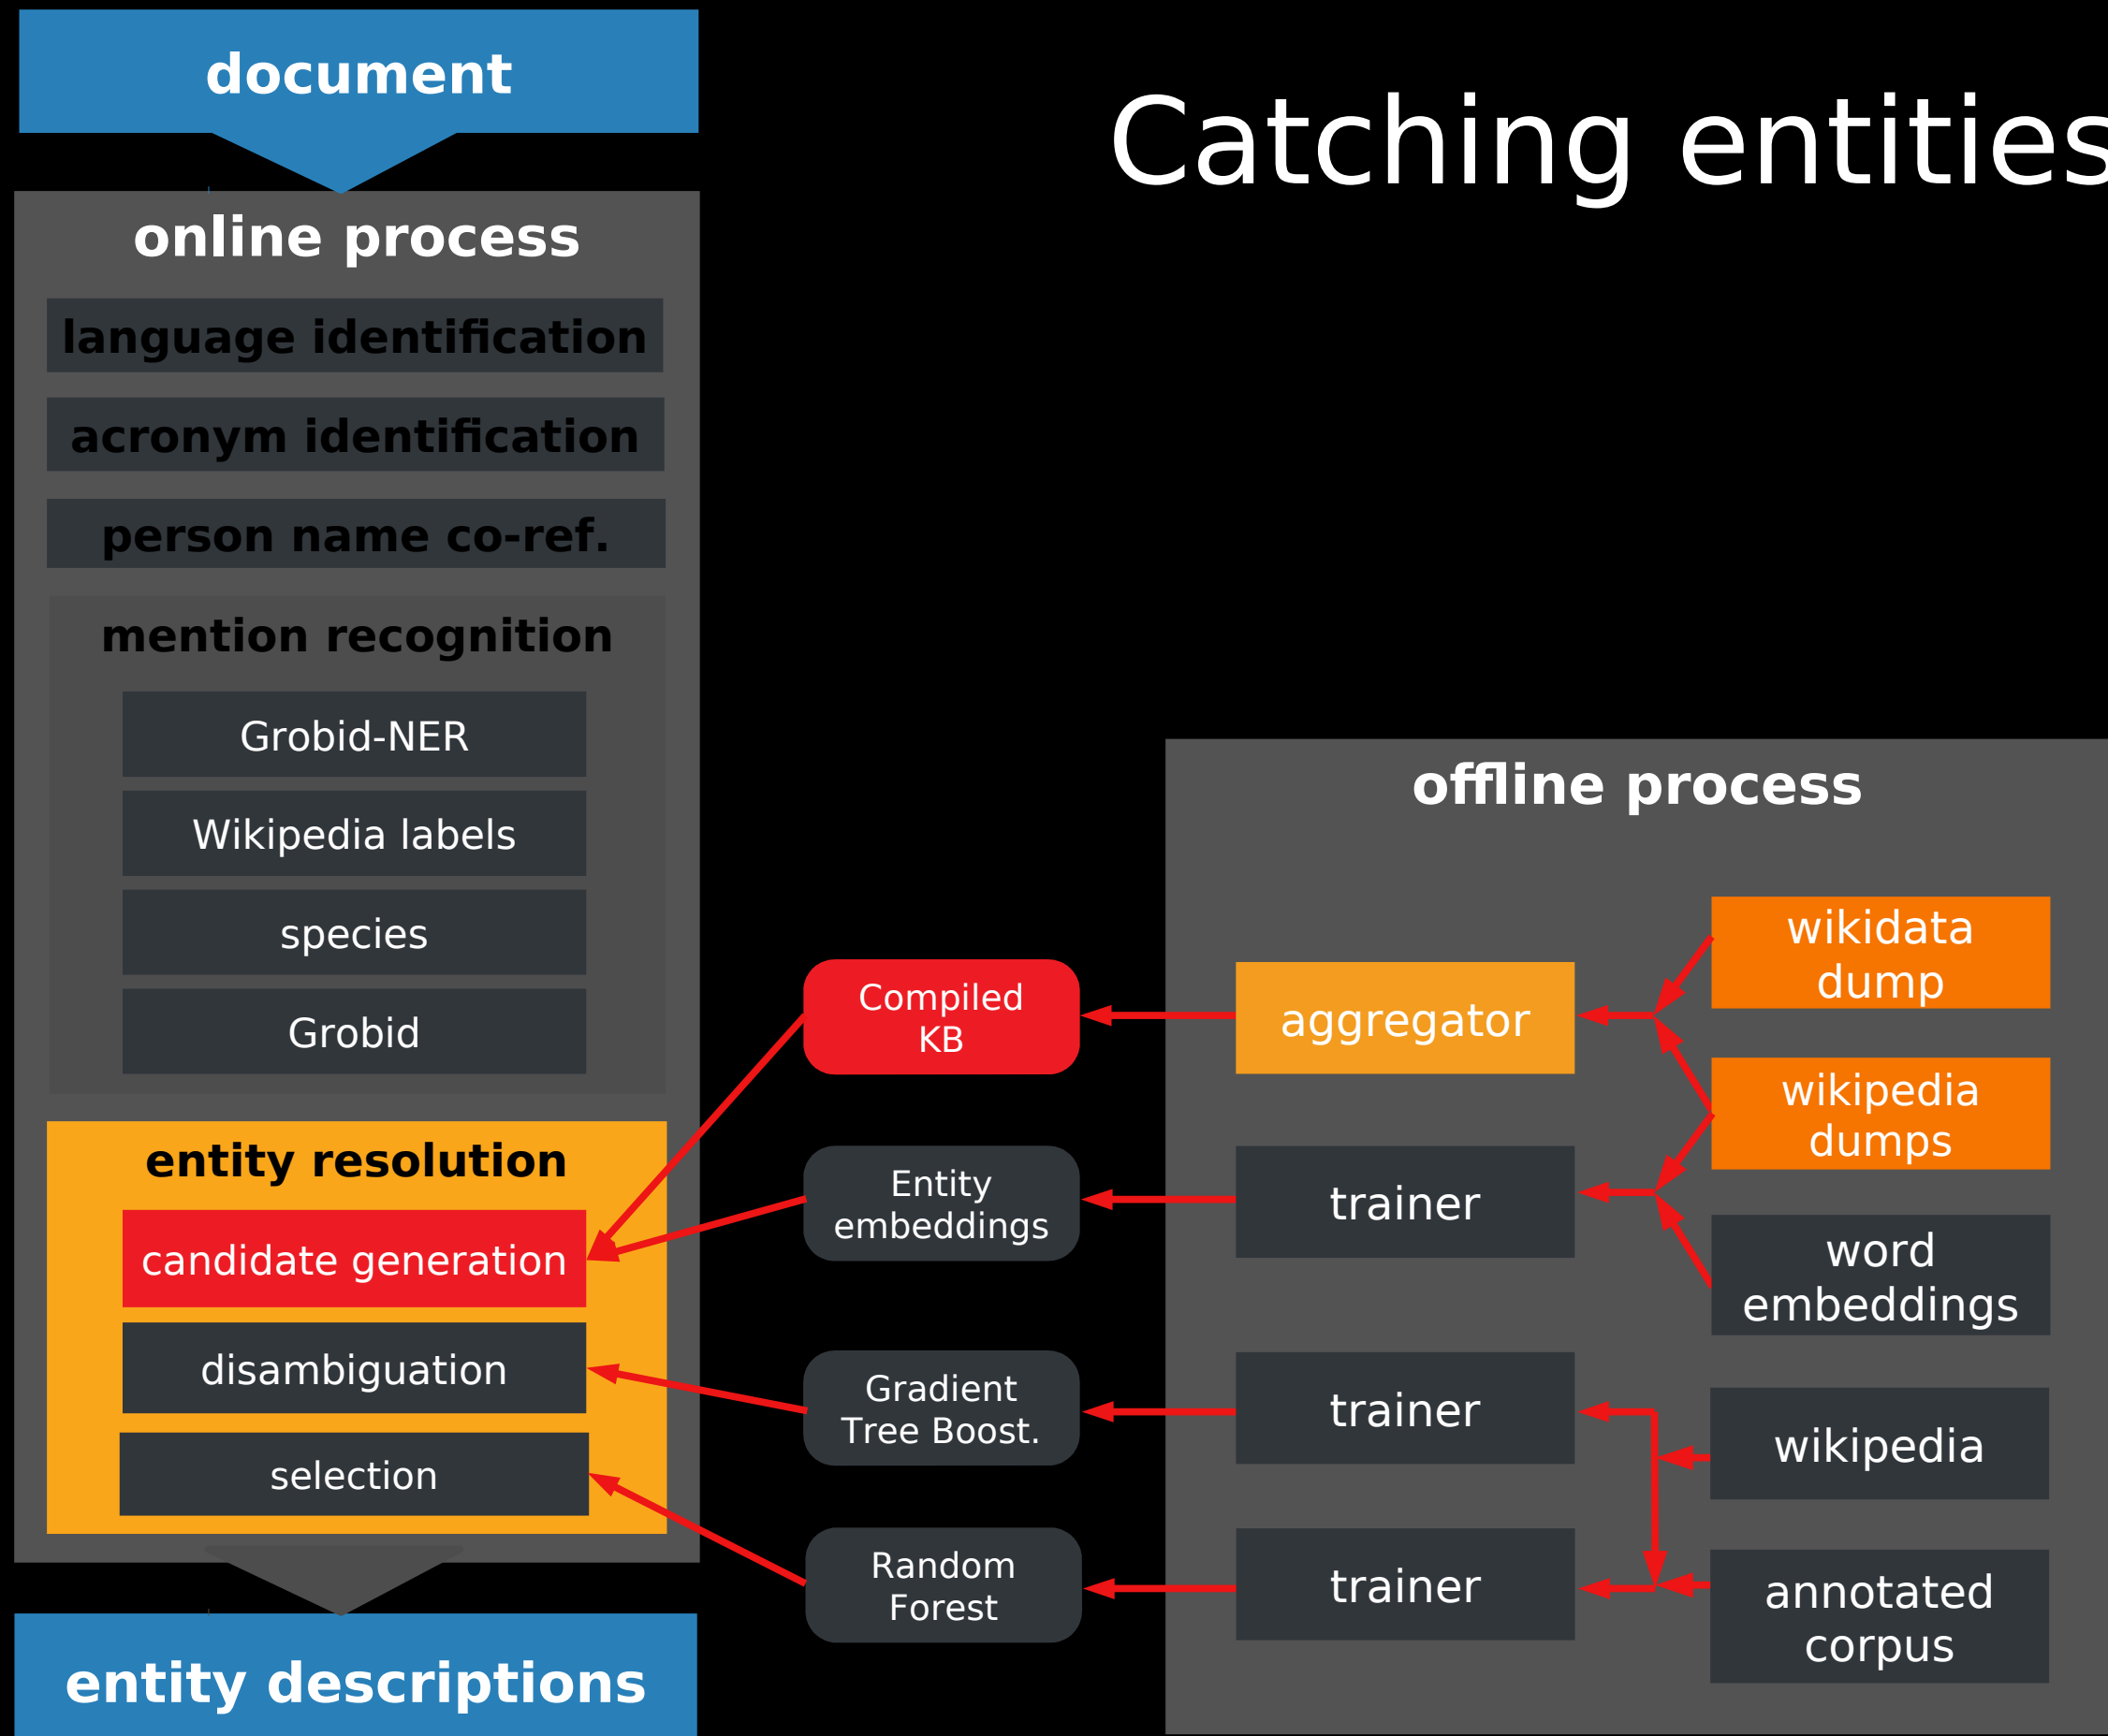 document
Catching entities
online process
language identification
acronym identification
person name co-ref.
mention recognition
Grobid-NER
Wikipedia labels
species
Grobid
entity resolution
candidate generation
disambiguation
selection
entity descriptions
Compiled
KB
Entity
embeddings
Gradient
Tree Boost.
Random
Forest
offline process
aggregator
trainer
trainer
trainer
wikidata
dump
wikipedia
dumps
word
embeddings
wikipedia
annotated
corpus